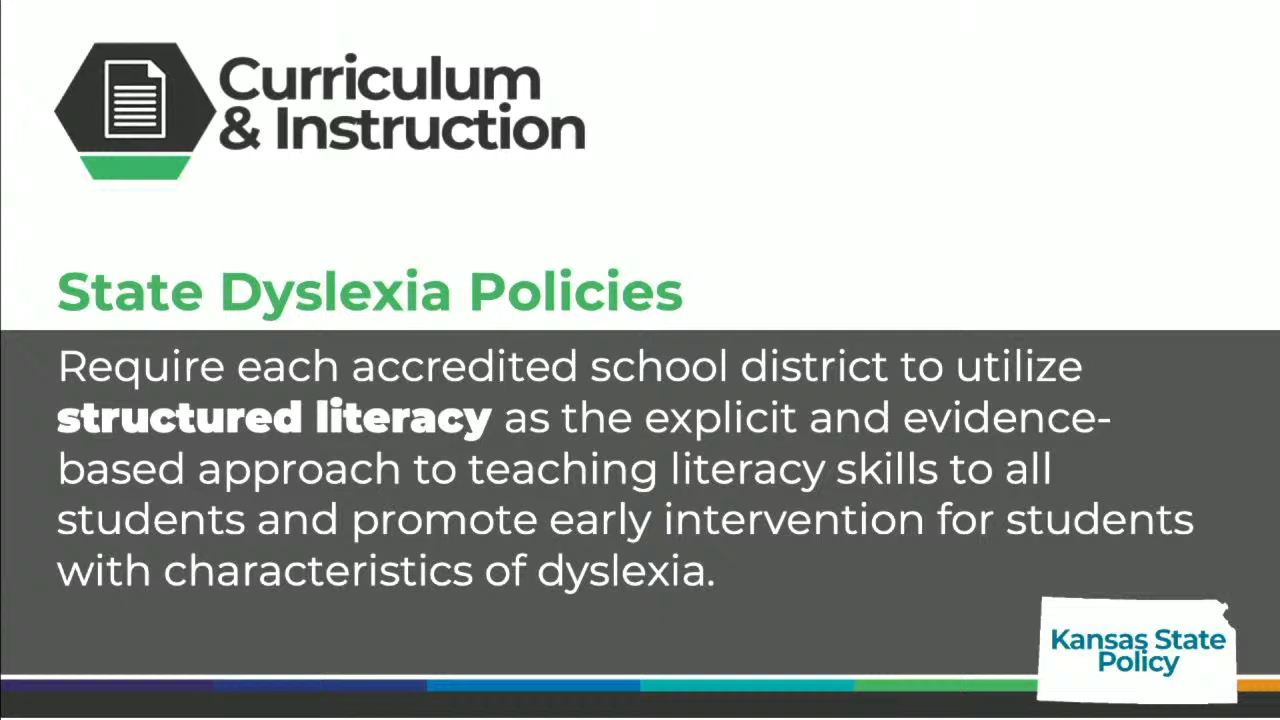 Curriculum
& Instruction
State Dyslexia Policies
Require each accredited school district to utilize
structured literacy as the explicit and evidence-
based approach to teaching literacy skills to all
students and promote early intervention for students
with characteristics of dyslexia.
Kansas State
Policy